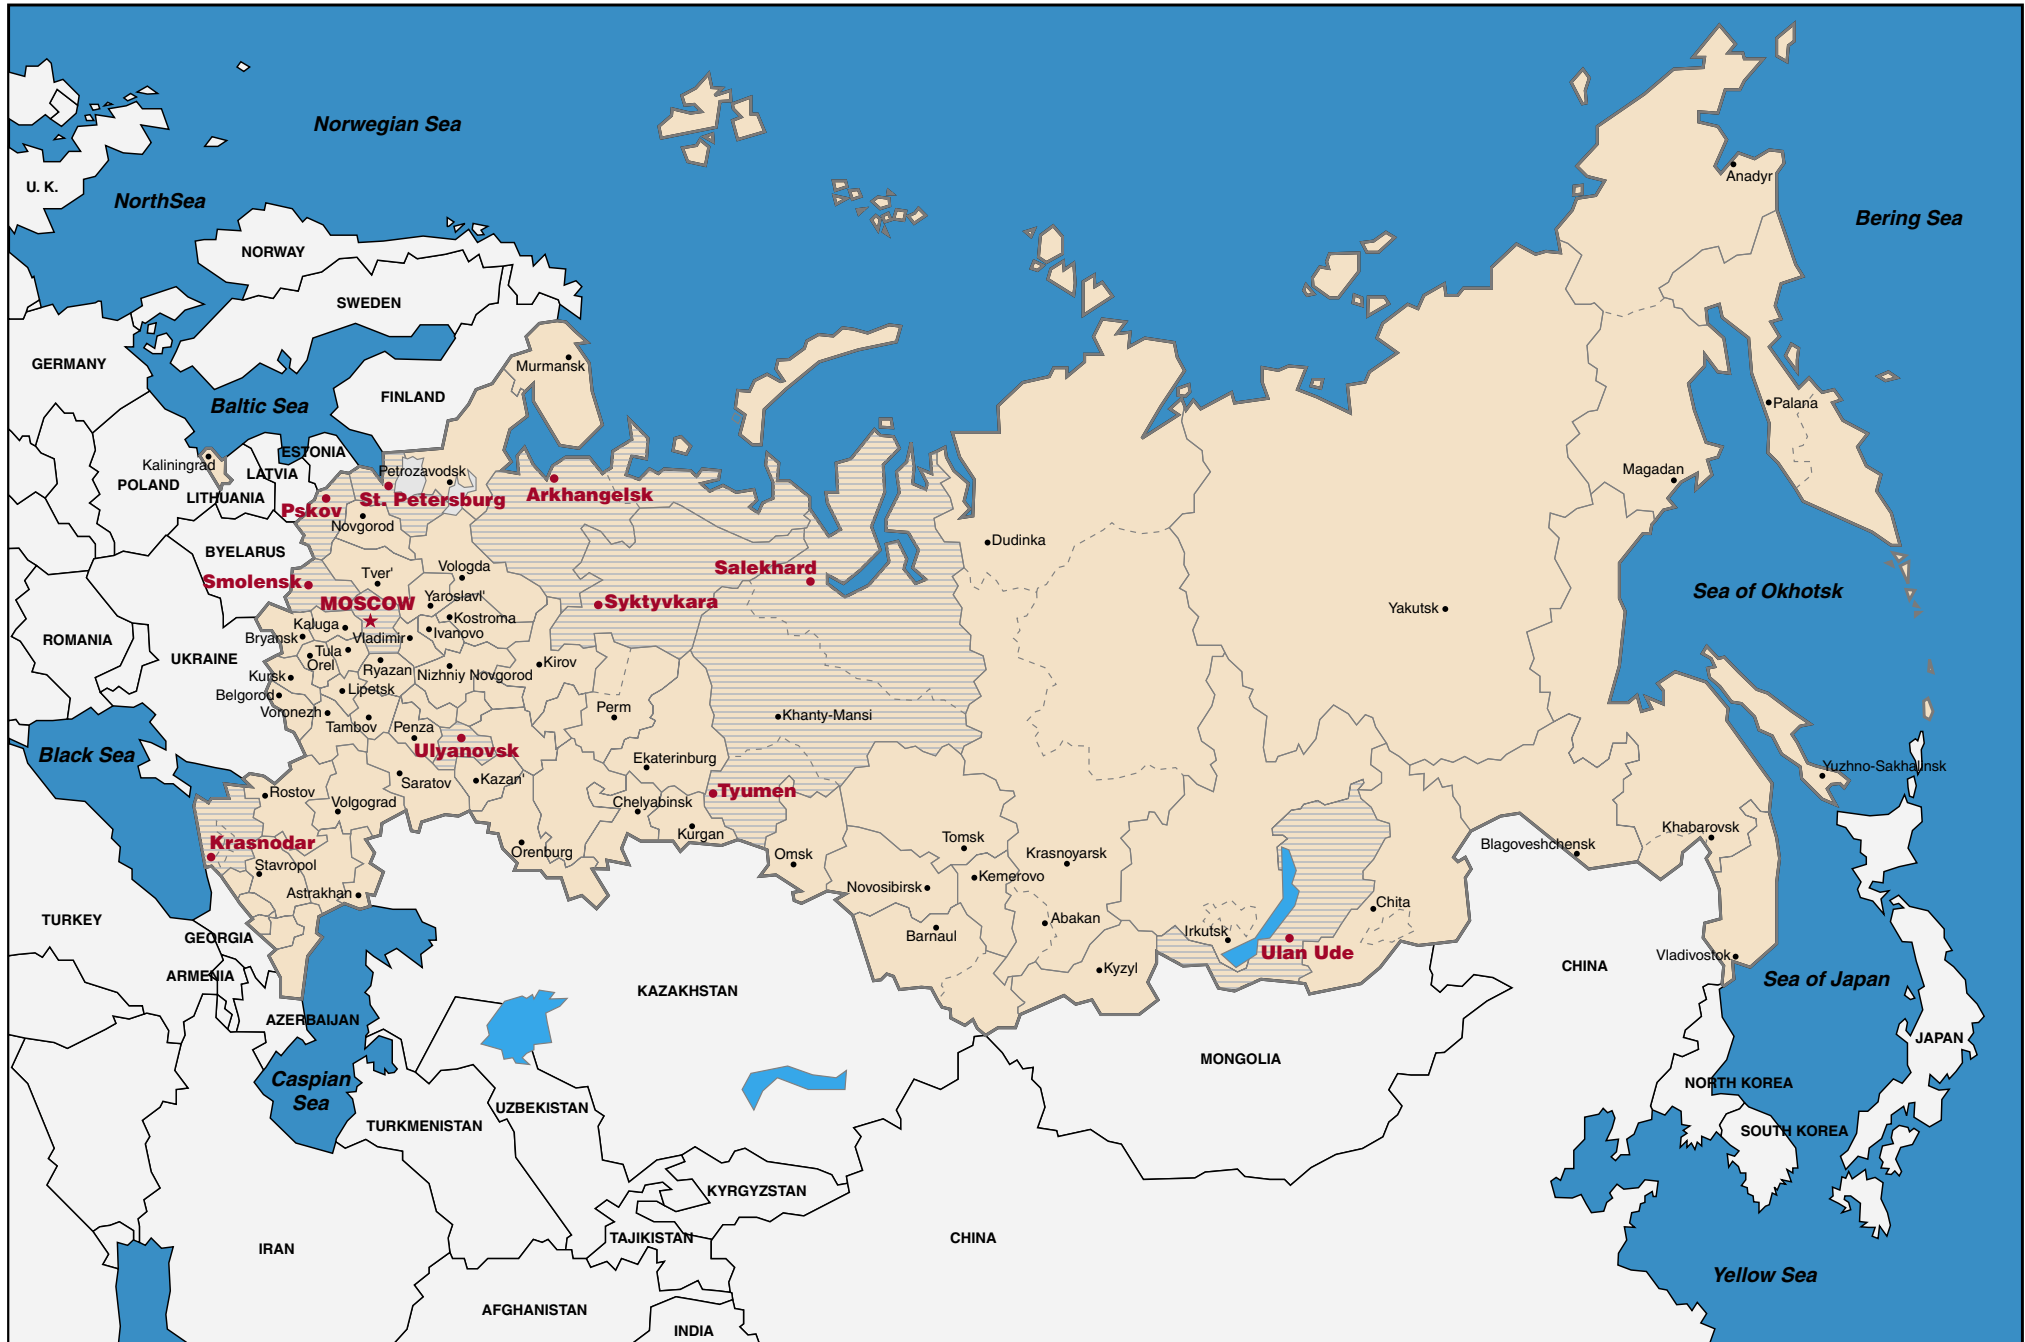 Norwegian Sea
Anadyr
U. K.
NorthSea
Bering Sea
NORWAY
SWEDEN
GERMANY
Murmansk
FINLAND
Baltic Sea
Palana
ESTONIA
Kaliningrad
LATVIA
Petrozavodsk
Magadan
POLAND
LITHUANIA
St. Petersburg
Arkhangelsk
Pskov
Novgorod
Dudinka
BYELARUS
Vologda
Salekhard
Tver'
Smolensk
Sea of Okhotsk
Yaroslavl'
MOSCOW
Syktyvkara
Yakutsk
Kostroma
Kaluga
Ivanovo
Bryansk
Vladimir
ROMANIA
Tula
UKRAINE
Orel
Kirov
Ryazan
Nizhniy Novgorod
Kursk
Lipetsk
Belgorod
Perm
Voronezh
Khanty-Mansi
Tambov
Penza
Ulyanovsk
Black Sea
Ekaterinburg
Yuzhno-Sakhalinsk
Kazan'
Saratov
Tyumen
Rostov
Volgograd
Chelyabinsk
Khabarovsk
Kurgan
Tomsk
Krasnodar
Blagoveshchensk
Orenburg
Omsk
Krasnoyarsk
Stavropol
Kemerovo
Novosibirsk
Astrakhan
Chita
TURKEY
Abakan
Irkutsk
Barnaul
GEORGIA
Ulan Ude
Vladivostok
CHINA
Kyzyl
ARMENIA
Sea of Japan
KAZAKHSTAN
AZERBAIJAN
JAPAN
MONGOLIA
Caspian
Sea
NORTH KOREA
UZBEKISTAN
TURKMENISTAN
SOUTH KOREA
KYRGYZSTAN
TAJIKISTAN
CHINA
IRAN
Yellow Sea
AFGHANISTAN
INDIA